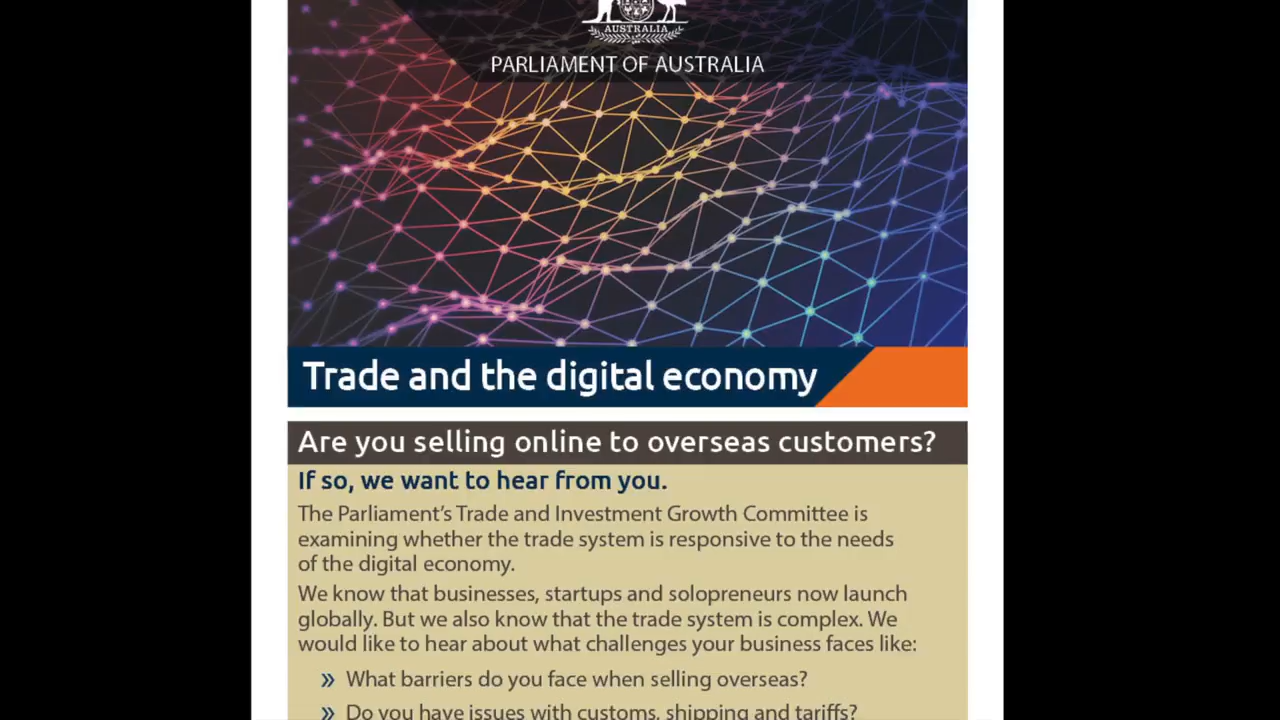 AUSTRALIA
PARLIAMENT OF AUSTRALIA
Trade and the digital economy
Are you selling online to overseas customers?
If so, we want to hear from you.
The Parliament's Trade and Investment Growth Committee is
examining whether the trade system is responsive to the needs
of the digital economy.
We know that businesses, startups and solopreneurs now launch
globally. But we also know that the trade system is complex. We
would like to hear about what challenges your business faces like:
» What barriers do you face when selling overseas?
» Do you have issues with customs, shipping and tariffs?